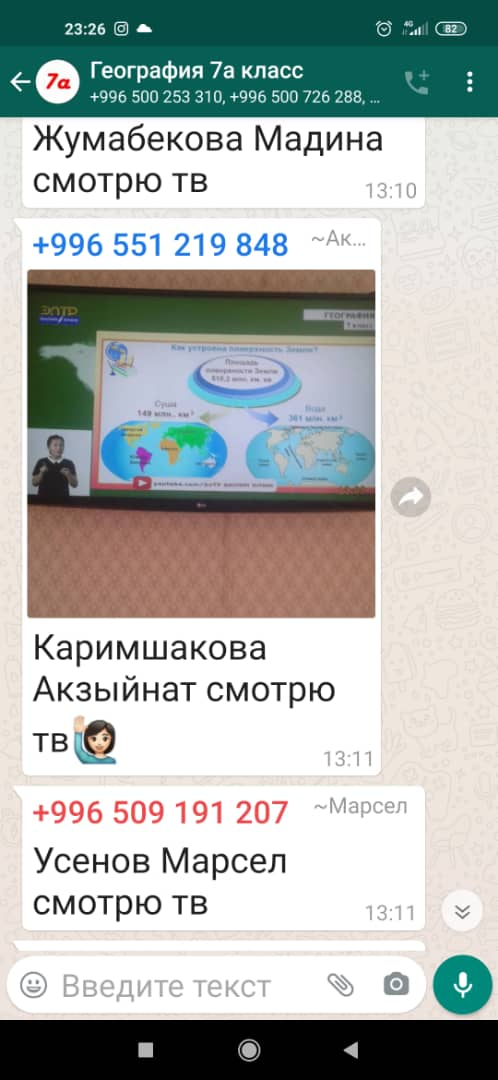 23:26
4G
82
7а
География 7а класс
+996 500 253 310, +996 500 726 288, ...
Жумабекова Мадина
смотрю тв
13:10
+996 551 219 848
~Ак...
ЭЛТР
ГЕОГРАФИЯ
7 класс
Как устроена поверхность Земли?
Площадь
поверхности Земли
510,2 млн. км. кв
Суша
149 млн. км²
Вода
361 млн. км²
LG
Каримшакова
Акзыйнат смотрю
тв🙋🏻‍♀️
13:11
+996 509 191 207
~Марсел
Усенов Марсел
смотрю тв
13:11
Введите текст